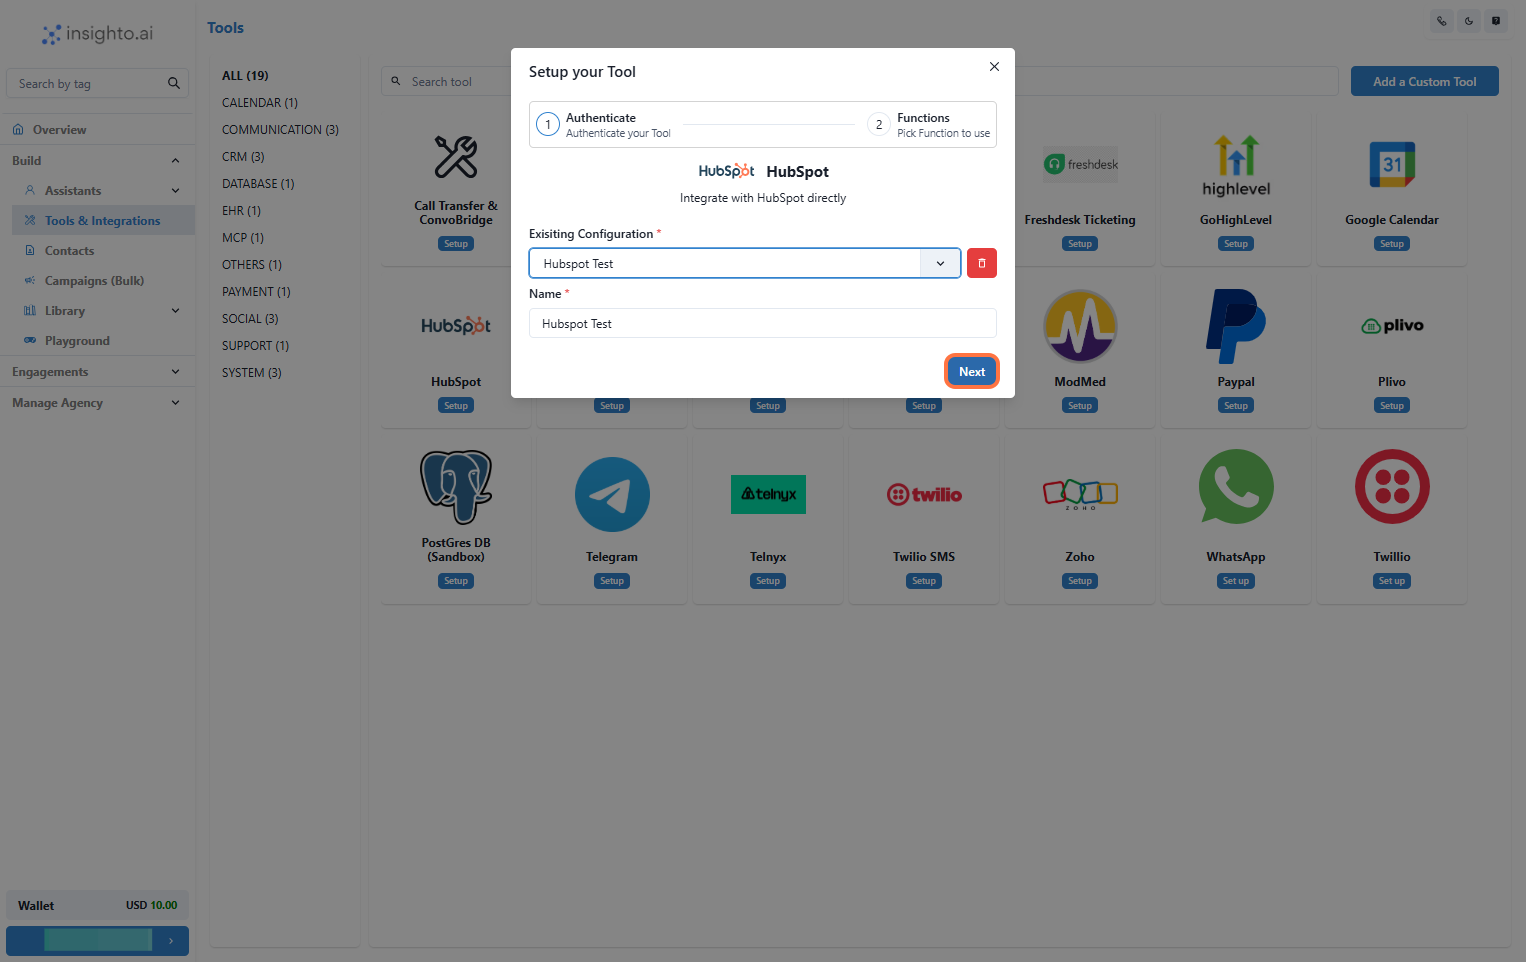 insighto.ai
Search by tag
Overview
Build
Assistants
Tools & Integrations
Contacts
Campaigns (Bulk)
Library
Playground
Engagements
Manage Agency
Wallet
USD 10.00
Tools
ALL (19)
CALENDAR (1)
COMMUNICATION (3)
CRM (3)
DATABASE (1)
EHR (1)
MCP (1)
OTHERS (1)
PAYMENT (1)
SOCIAL (3)
SUPPORT (1)
SYSTEM (3)
Search tool
Add a Custom Tool
Setup your Tool
1
Authenticate
Authenticate your Tool
2
Functions
Pick Function to use
HubSpot HubSpot
Integrate with HubSpot directly
Exisiting Configuration *
Hubspot Test
Name *
Hubspot Test
Next
Call Transfer &
ConvoBridge
Setup
freshdesk
Freshdesk Ticketing
Setup
highlevel
GoHighLevel
Setup
31
Google Calendar
Setup
HubSpot
HubSpot
Setup
Setup
Setup
Setup
ModMed
Setup
Paypal
Setup
plivo
Plivo
Setup
PostGres DB
(Sandbox)
Setup
Telegram
Setup
telnyx
Telnyx
Setup
twilio
Twilio SMS
Setup
ZOHO
Zoho
Setup
WhatsApp
Set up
Twillio
Set up